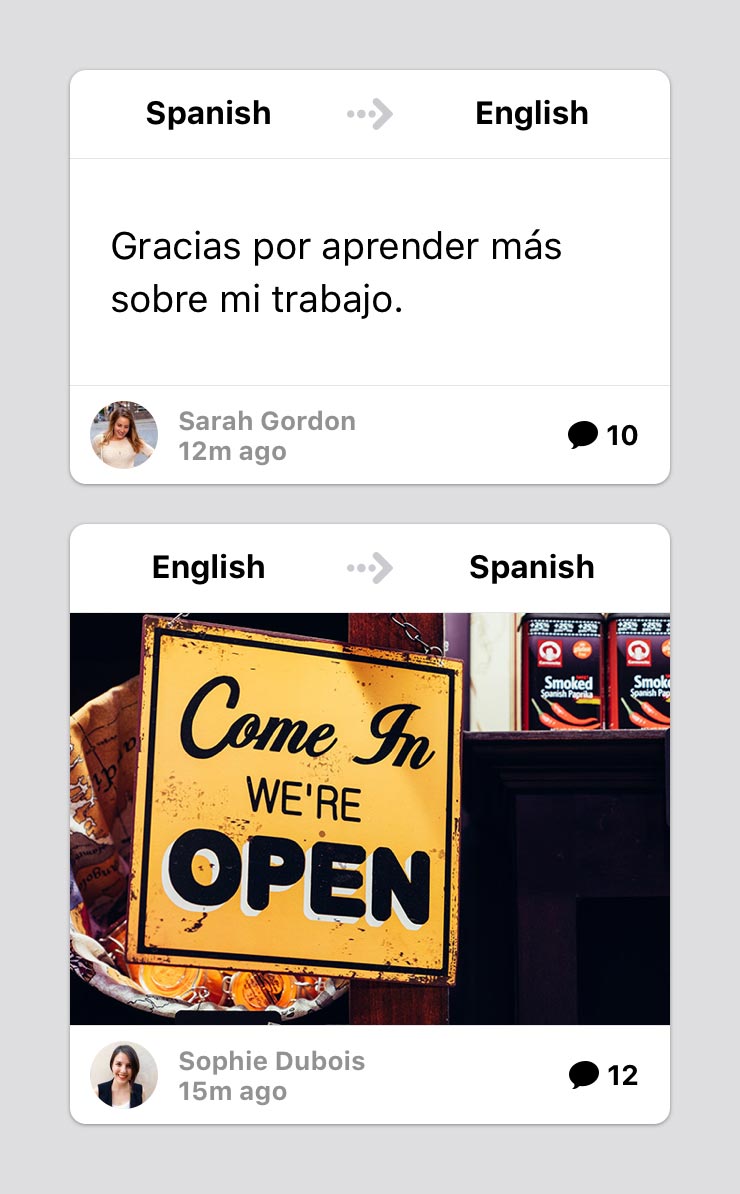 Spanish
English
Gracias por aprender más
sobre mi trabajo.
Sarah Gordon
12m ago
10
English
Spanish
Come In
WE'RE
OPEN
Smoked
Spanish Paprika
Smoked
Spanish Pap
Sophie Dubois
15m ago
12